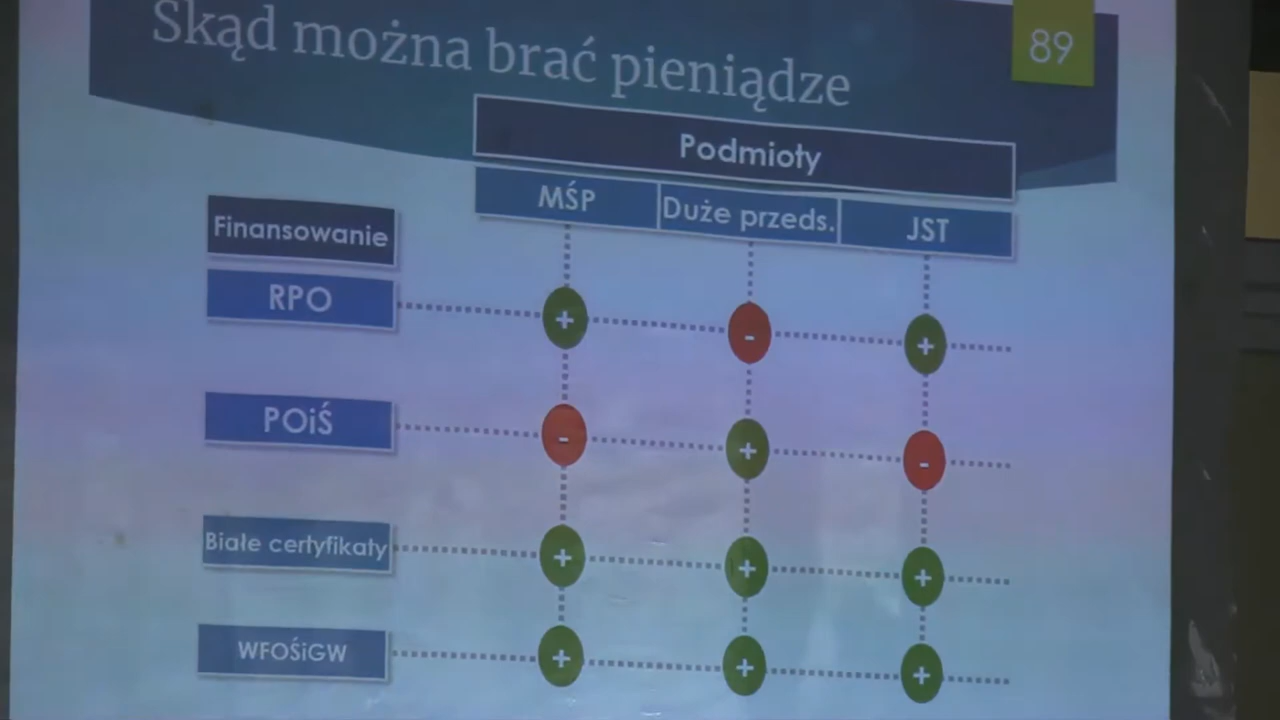 Skąd można brać pieniądze
89
Podmioty
MŚP
Duże przeds.
JST
Finansowanie
RPO
+
-
+
POiŚ
-
+
-
Białe certyfikaty
+
+
+
WFOŚiGW
+
+
+